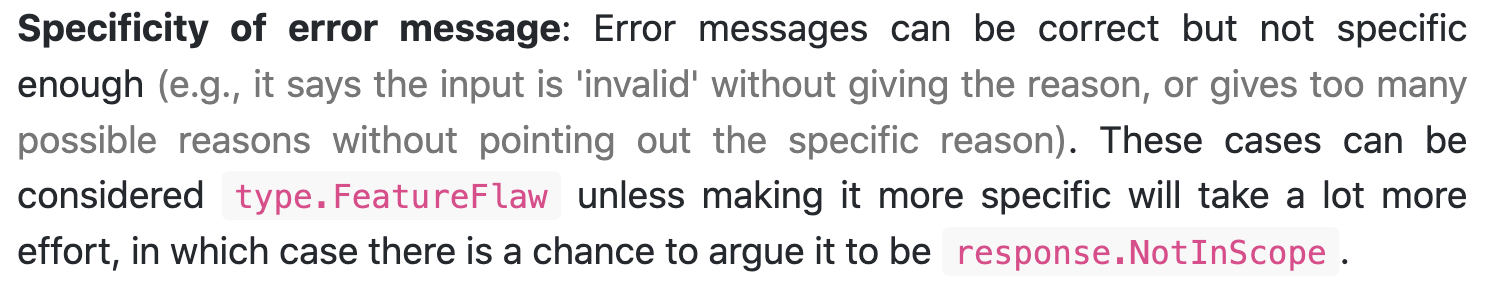 Specificity of error message: Error messages can be correct but not specific
enough (e.g., it says the input is 'invalid' without giving the reason, or gives too many
possible reasons without pointing out the specific reason). These cases can be
considered type.FeatureFlaw unless making it more specific will take a lot more
effort, in which case there is a chance to argue it to be response.NotInScope.